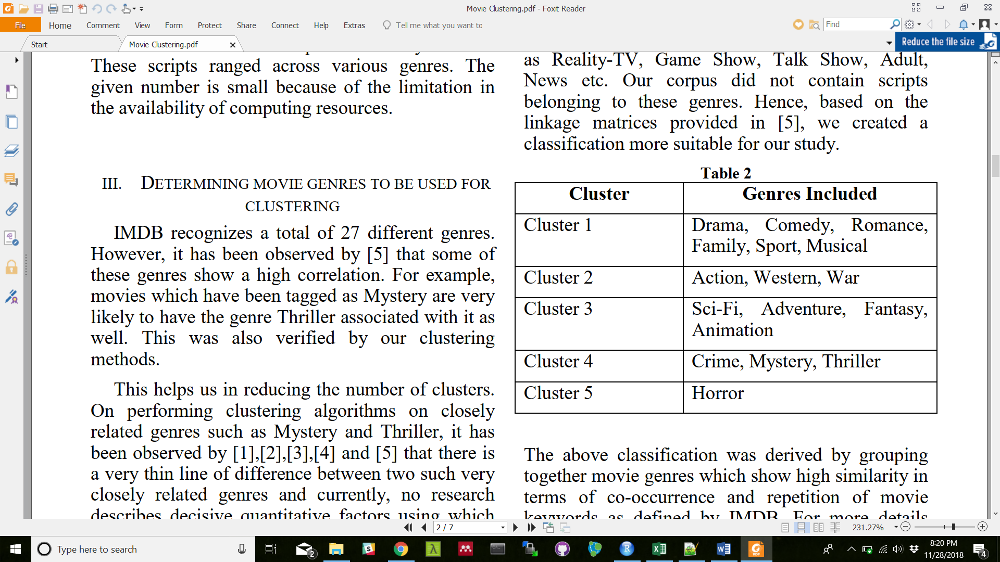 Movie Clustering.pdf - Foxit Reader
File
Home
Comment
View
Form
Protect
Share
Connect
Help
Extras
Tell me what you want to
Find
Start
Movie Clustering.pdf
Reduce the file size
These scripts ranged across various genres. The
given number is small because of the limitation in
the availability of computing resources.
III. DETERMINING MOVIE GENRES TO BE USED FOR
CLUSTERING
IMDB recognizes a total of 27 different genres.
However, it has been observed by [5] that some of
these genres show a high correlation. For example,
movies which have been tagged as Mystery are very
likely to have the genre Thriller associated with it as
well. This was also verified by our clustering
methods.
This helps us in reducing the number of clusters.
On performing clustering algorithms on closely
related genres such as Mystery and Thriller, it has
been observed by [1],[2],[3],[4] and [5] that there is
a very thin line of difference between two such very
closely related genres and currently, no research
describes decisive quantitative factors using which
as Reality-TV, Game Show, Talk Show, Adult,
News etc. Our corpus did not contain scripts
belonging to these genres. Hence, based on the
linkage matrices provided in [5], we created a
classification more suitable for our study.
Table 2
Cluster Genres Included
Cluster 1 Drama, Comedy, Romance,
Family, Sport, Musical
Cluster 2 Action, Western, War
Cluster 3 Sci-Fi, Adventure, Fantasy,
Animation
Cluster 4 Crime, Mystery, Thriller
Cluster 5 Horror
The above classification was derived by grouping
together movie genres which show high similarity in
terms of co-occurrence and repetition of movie
keywords as defined by IMDB. For more details
2 / 7
231.27%
Type here to search
2
8:20 PM
11/28/2018
4